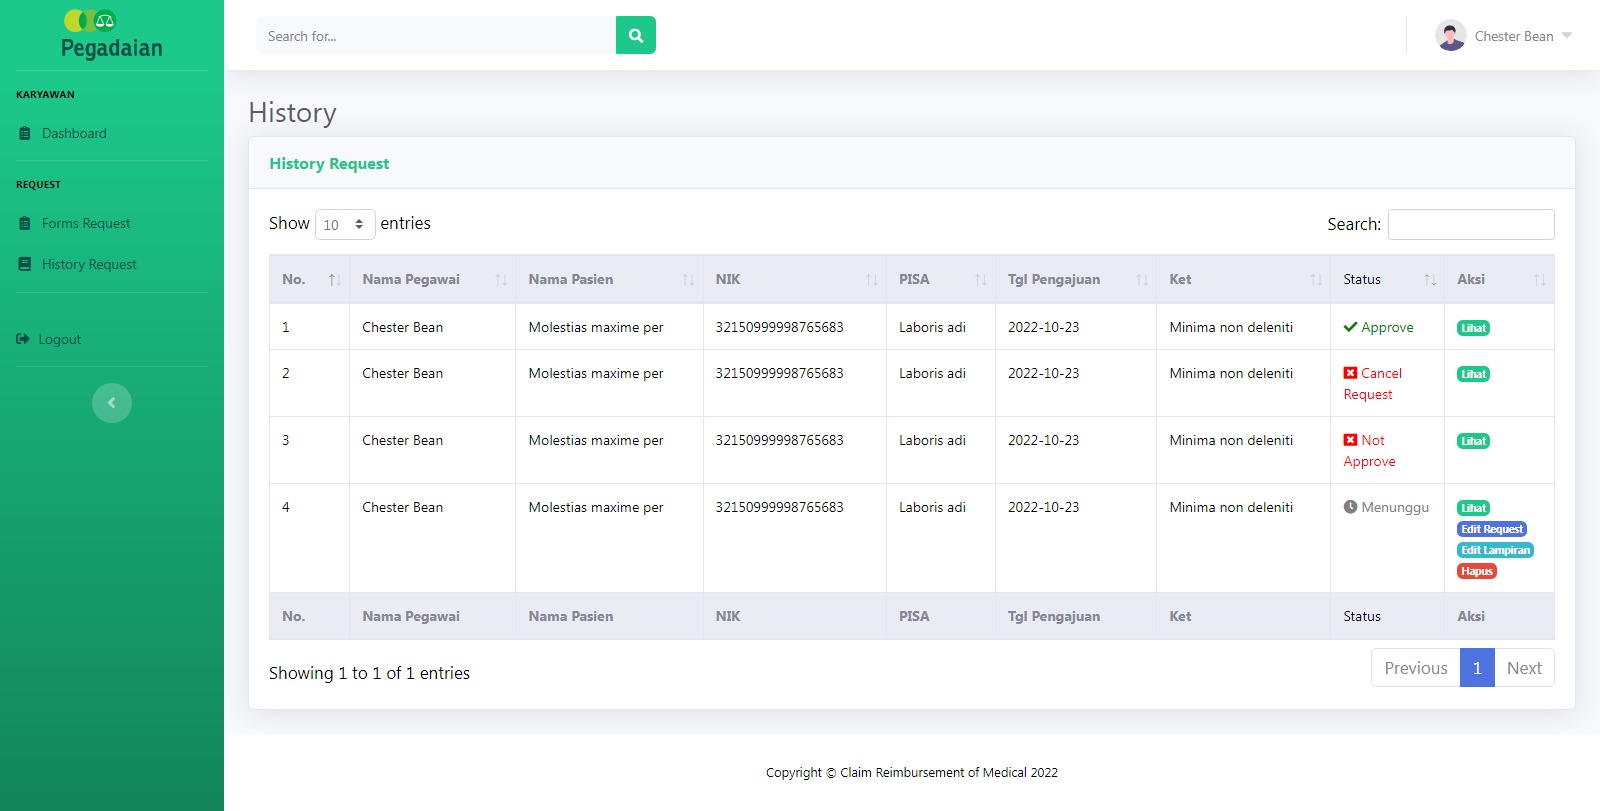 Pegadaian
KARYAWAN
Dashboard
REQUEST
Forms Request
History Request
Logout
Search for...
Chester Bean
History
History Request
Show 10 entries
Search:
No. Nama Pegawai Nama Pasien NIK PISA Tgl Pengajuan Ket Status Aksi
1 Chester Bean Molestias maxime per 32150999998765683 Laboris adi 2022-10-23 Minima non deleniti Approve Lihat
2 Chester Bean Molestias maxime per 32150999998765683 Laboris adi 2022-10-23 Minima non deleniti Cancel Lihat
Request
3 Chester Bean Molestias maxime per 32150999998765683 Laboris adi 2022-10-23 Minima non deleniti Not Lihat
Approve
4 Chester Bean Molestias maxime per 32150999998765683 Laboris adi 2022-10-23 Minima non deleniti Menunggu Lihat
Edit Request
Edit Lampiran
Hapus
No. Nama Pegawai Nama Pasien NIK PISA Tgl Pengajuan Ket Status Aksi
Showing 1 to 1 of 1 entries
Previous 1 Next
Copyright © Claim Reimbursement of Medical 2022